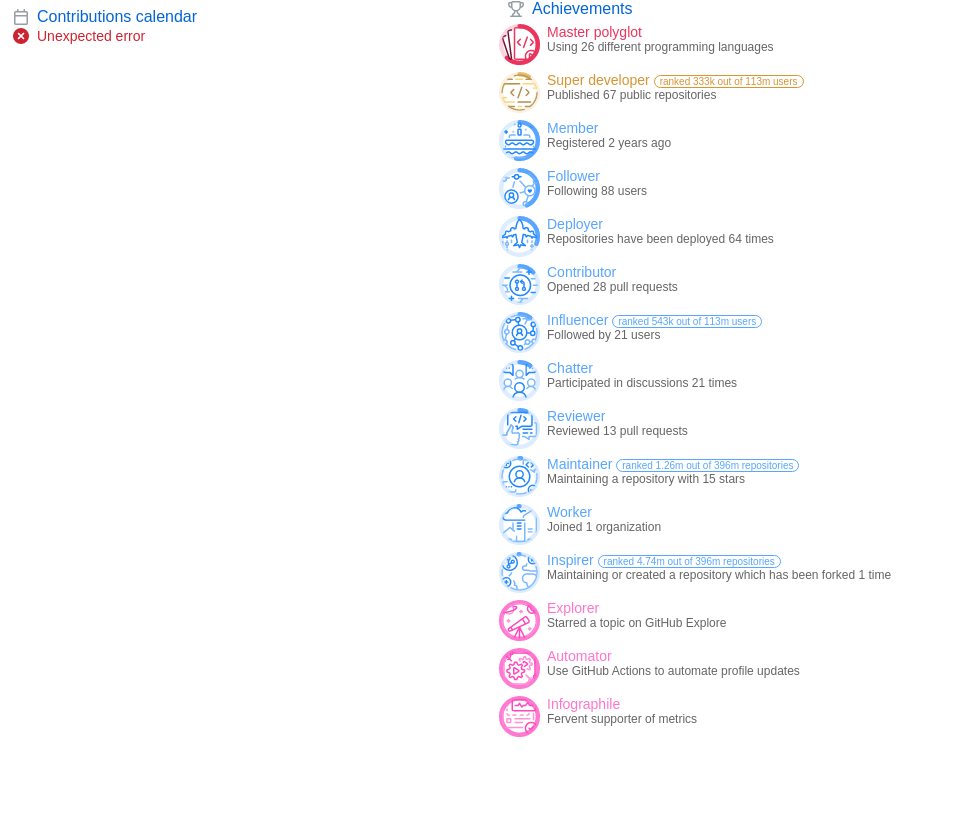 Contributions calendar
Unexpected error
Achievements
Master polyglot
Using 26 different programming languages
Super developer ranked 333k out of 113m users
Published 67 public repositories
Member
Registered 2 years ago
Follower
Following 88 users
Deployer
Repositories have been deployed 64 times
Contributor
Opened 28 pull requests
Influencer ranked 543k out of 113m users
Followed by 21 users
Chatter
Participated in discussions 21 times
Reviewer
Reviewed 13 pull requests
Maintainer ranked 1.26m out of 396m repositories
Maintaining a repository with 15 stars
Worker
Joined 1 organization
Inspirer ranked 4.74m out of 396m repositories
Maintaining or created a repository which has been forked 1 time
Explorer
Starred a topic on GitHub Explore
Automator
Use GitHub Actions to automate profile updates
Infographile
Fervent supporter of metrics